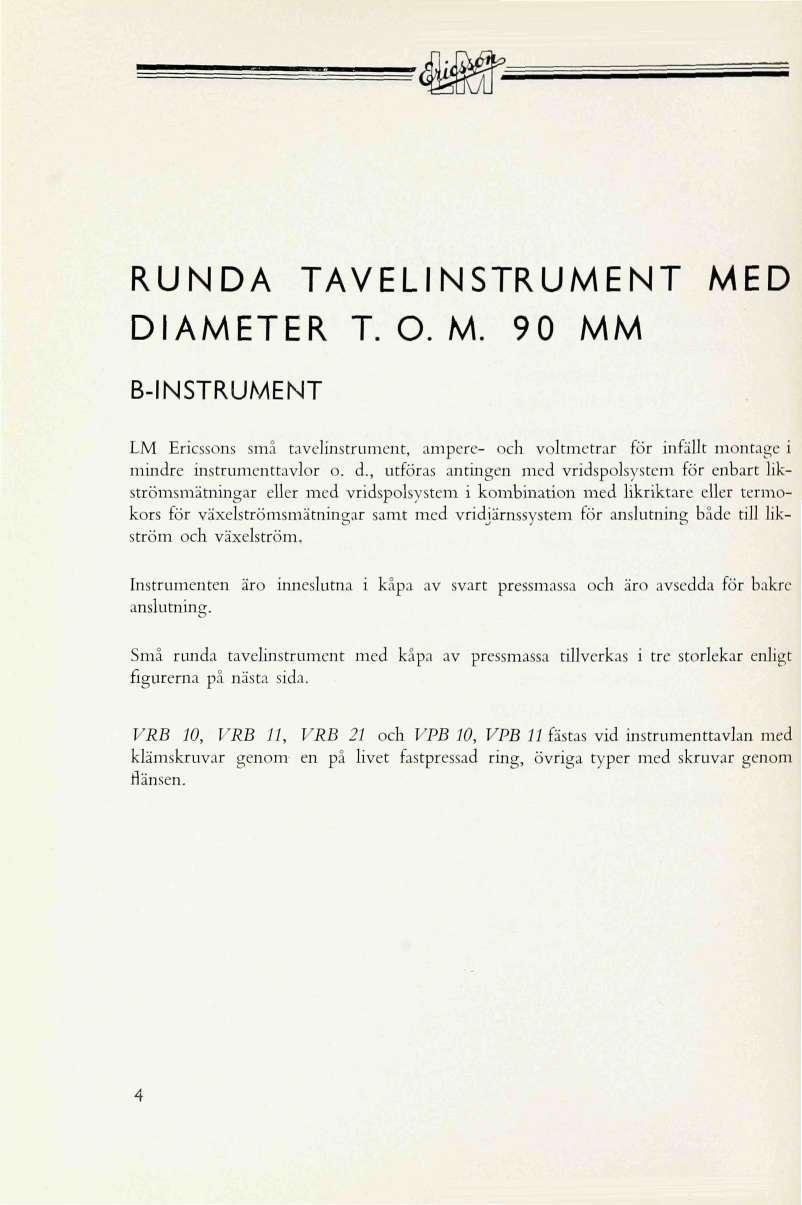 LM Ericsson
RUNDA TAVELINSTRUMENT MED
DIAMETER T. O. M. 90 MM
B-INSTRUMENT
LM Ericssons små tavelinstrument, ampere- och voltmetrar för infällt montage i
mindre instrumenttavlor o. d., utföras antingen med vridspolsystem för enbart lik-
strömsmätningar eller med vridspolsystem i kombination med likriktare eller termo-
kors för växelströmsmätningar samt med vridjärnssystem för anslutning både till lik-
ström och växelström.
Instrumenten äro inneslutna i kåpa av svart pressmassa och äro avsedda för bakre
anslutning.
Små runda tavelinstrument med kåpa av pressmassa tillverkas i tre storlekar enligt
figurerna på nästa sida.
VRB 10, VRB 11, VRB 21 och VPB 10, VPB 11 fästas vid instrumenttavlan med
klämskruvar genom en på livet fastpressad ring, övriga typer med skruvar genom
flänsen.
4